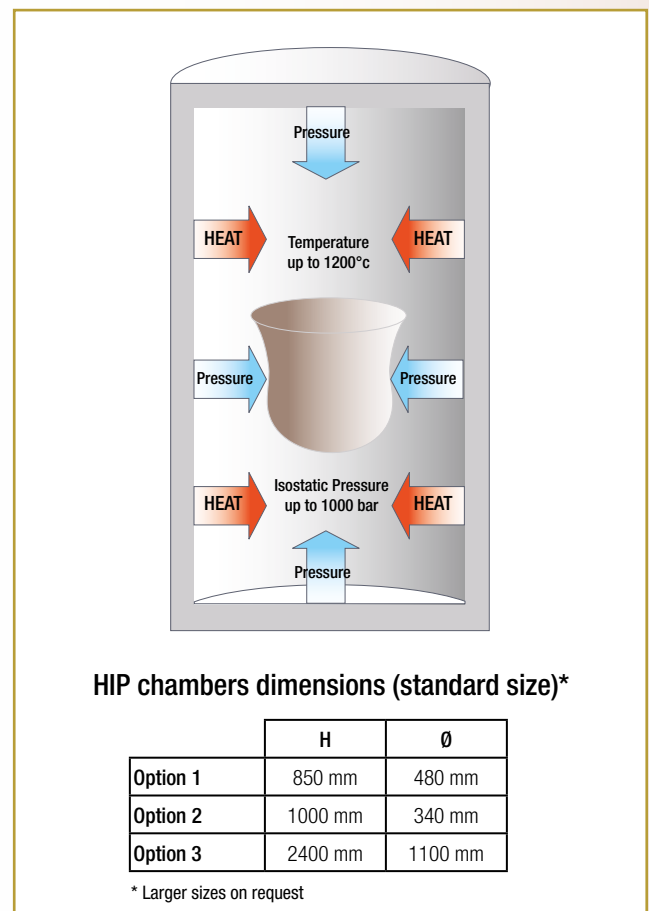 Pressure
HEAT HEAT
Temperature
up to 1200°c
Pressure Pressure
Isostatic Pressure
up to 1000 bar
HEAT HEAT
Pressure
HIP chambers dimensions (standard size)*
H Ø
Option 1 850 mm 480 mm
Option 2 1000 mm 340 mm
Option 3 2400 mm 1100 mm
* Larger sizes on request